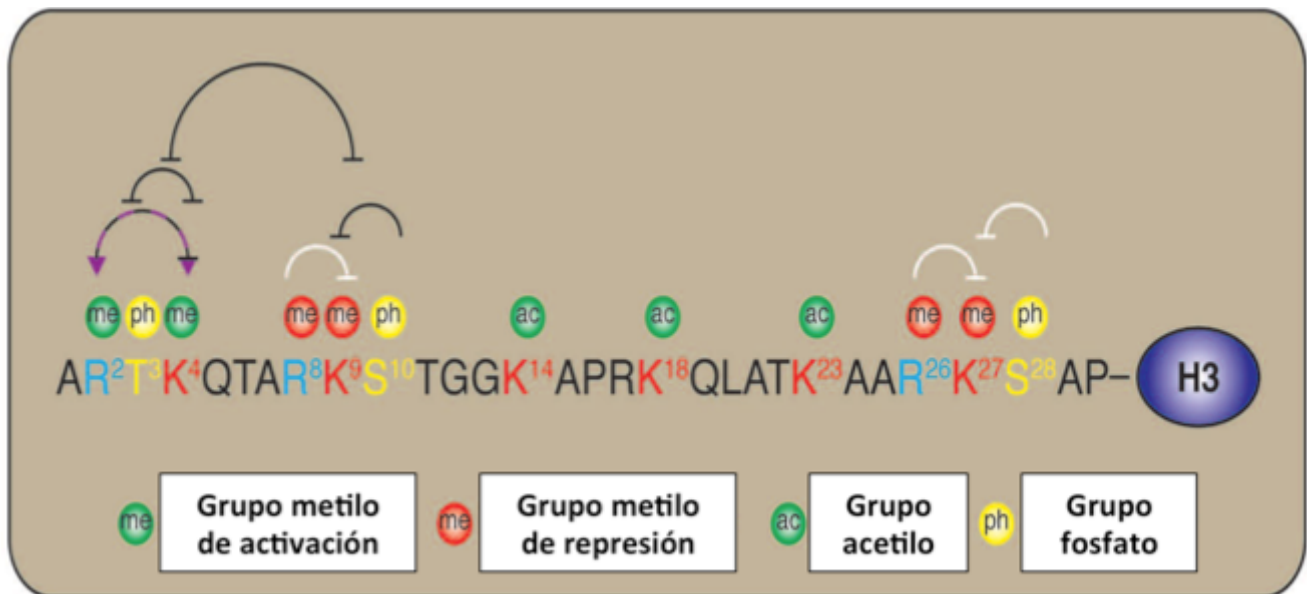 me ph me me me ph ac ac ac me me ph
AR²T³K⁴QTAR⁸K⁹S¹⁰TGGK¹⁴APRK¹⁸QLATK²³AAR²⁶K²⁷S²⁸AP– H3
me Grupo metilo de activación
me Grupo metilo de represión
ac Grupo acetilo
ph Grupo fosfato